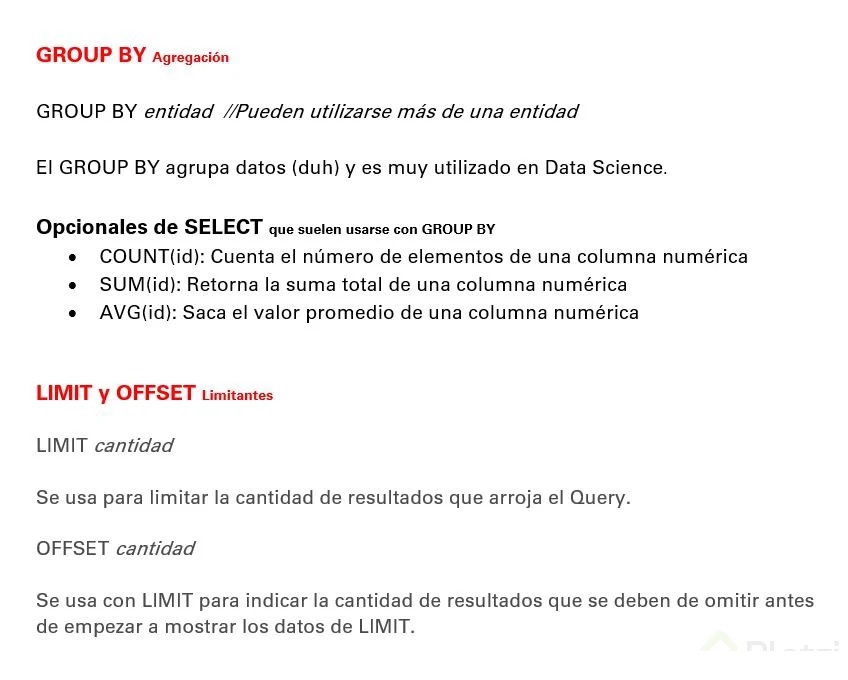 GROUP BY Agregación
GROUP BY entidad //Pueden utilizarse más de una entidad
El GROUP BY agrupa datos (duh) y es muy utilizado en Data Science.
Opcionales de SELECT que suelen usarse con GROUP BY
• COUNT(id): Cuenta el número de elementos de una columna numérica
• SUM(id): Retorna la suma total de una columna numérica
• AVG(id): Saca el valor promedio de una columna numérica
LIMIT y OFFSET Limitantes
LIMIT cantidad
Se usa para limitar la cantidad de resultados que arroja el Query.
OFFSET cantidad
Se usa con LIMIT para indicar la cantidad de resultados que se deben de omitir antes
de empezar a mostrar los datos de LIMIT.